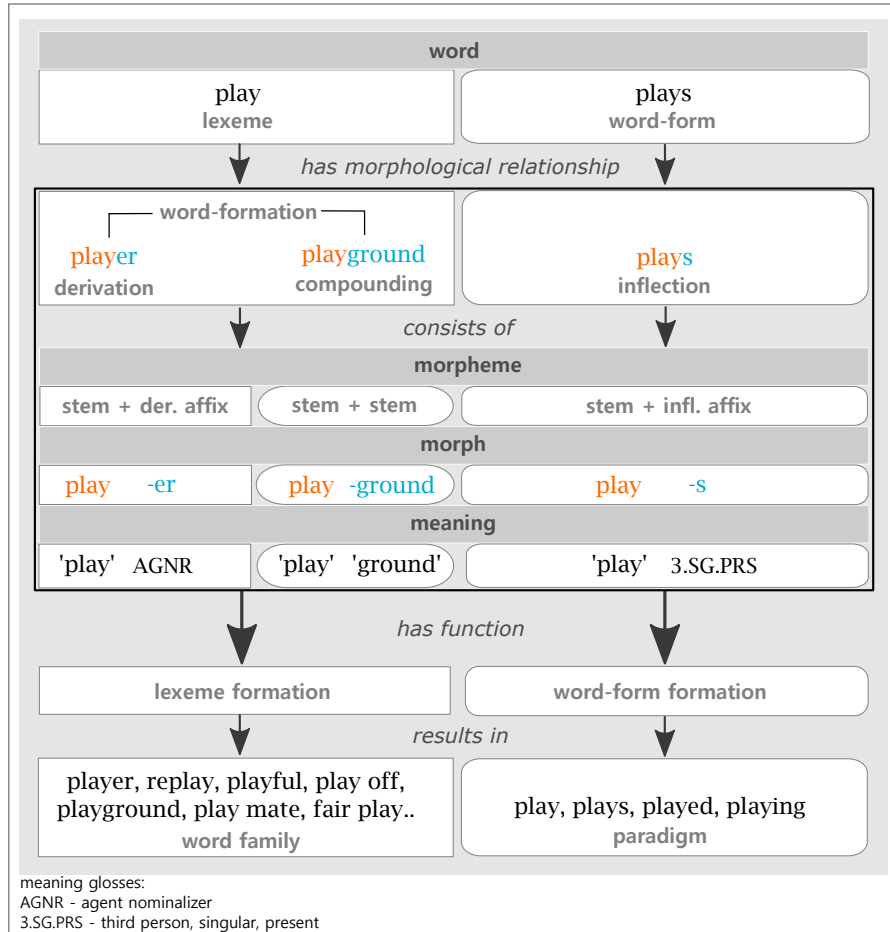 word
play
lexeme
plays
word-form
has morphological relationship
word-formation
player
derivation
playground
compounding
plays
inflection
consists of
morpheme
stem + der. affix
stem + stem
stem + infl. affix
morph
play -er
play -ground
play -s
meaning
'play' AGNR
'play' 'ground'
'play' 3.SG.PRS
has function
lexeme formation
word-form formation
results in
player, replay, playful, play off,
playground, play mate, fair play..
word family
play, plays, played, playing
paradigm
meaning glosses:
AGNR - agent nominalizer
3.SG.PRS - third person, singular, present